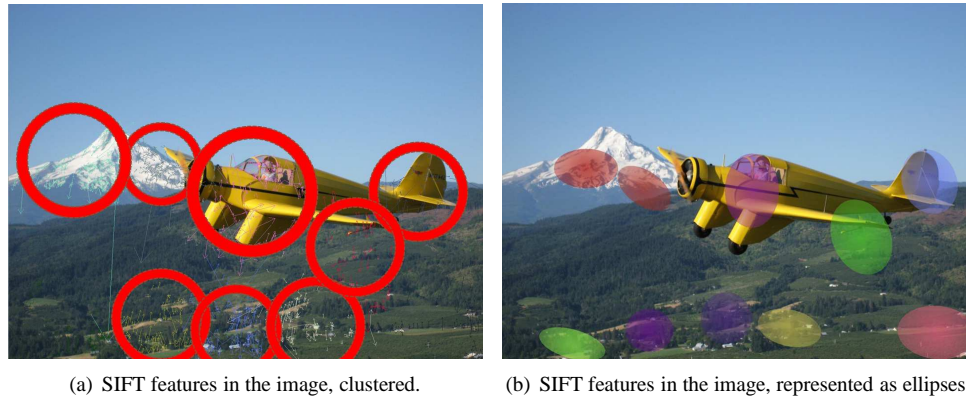 (a) SIFT features in the image, clustered.
(b) SIFT features in the image, represented as ellipses